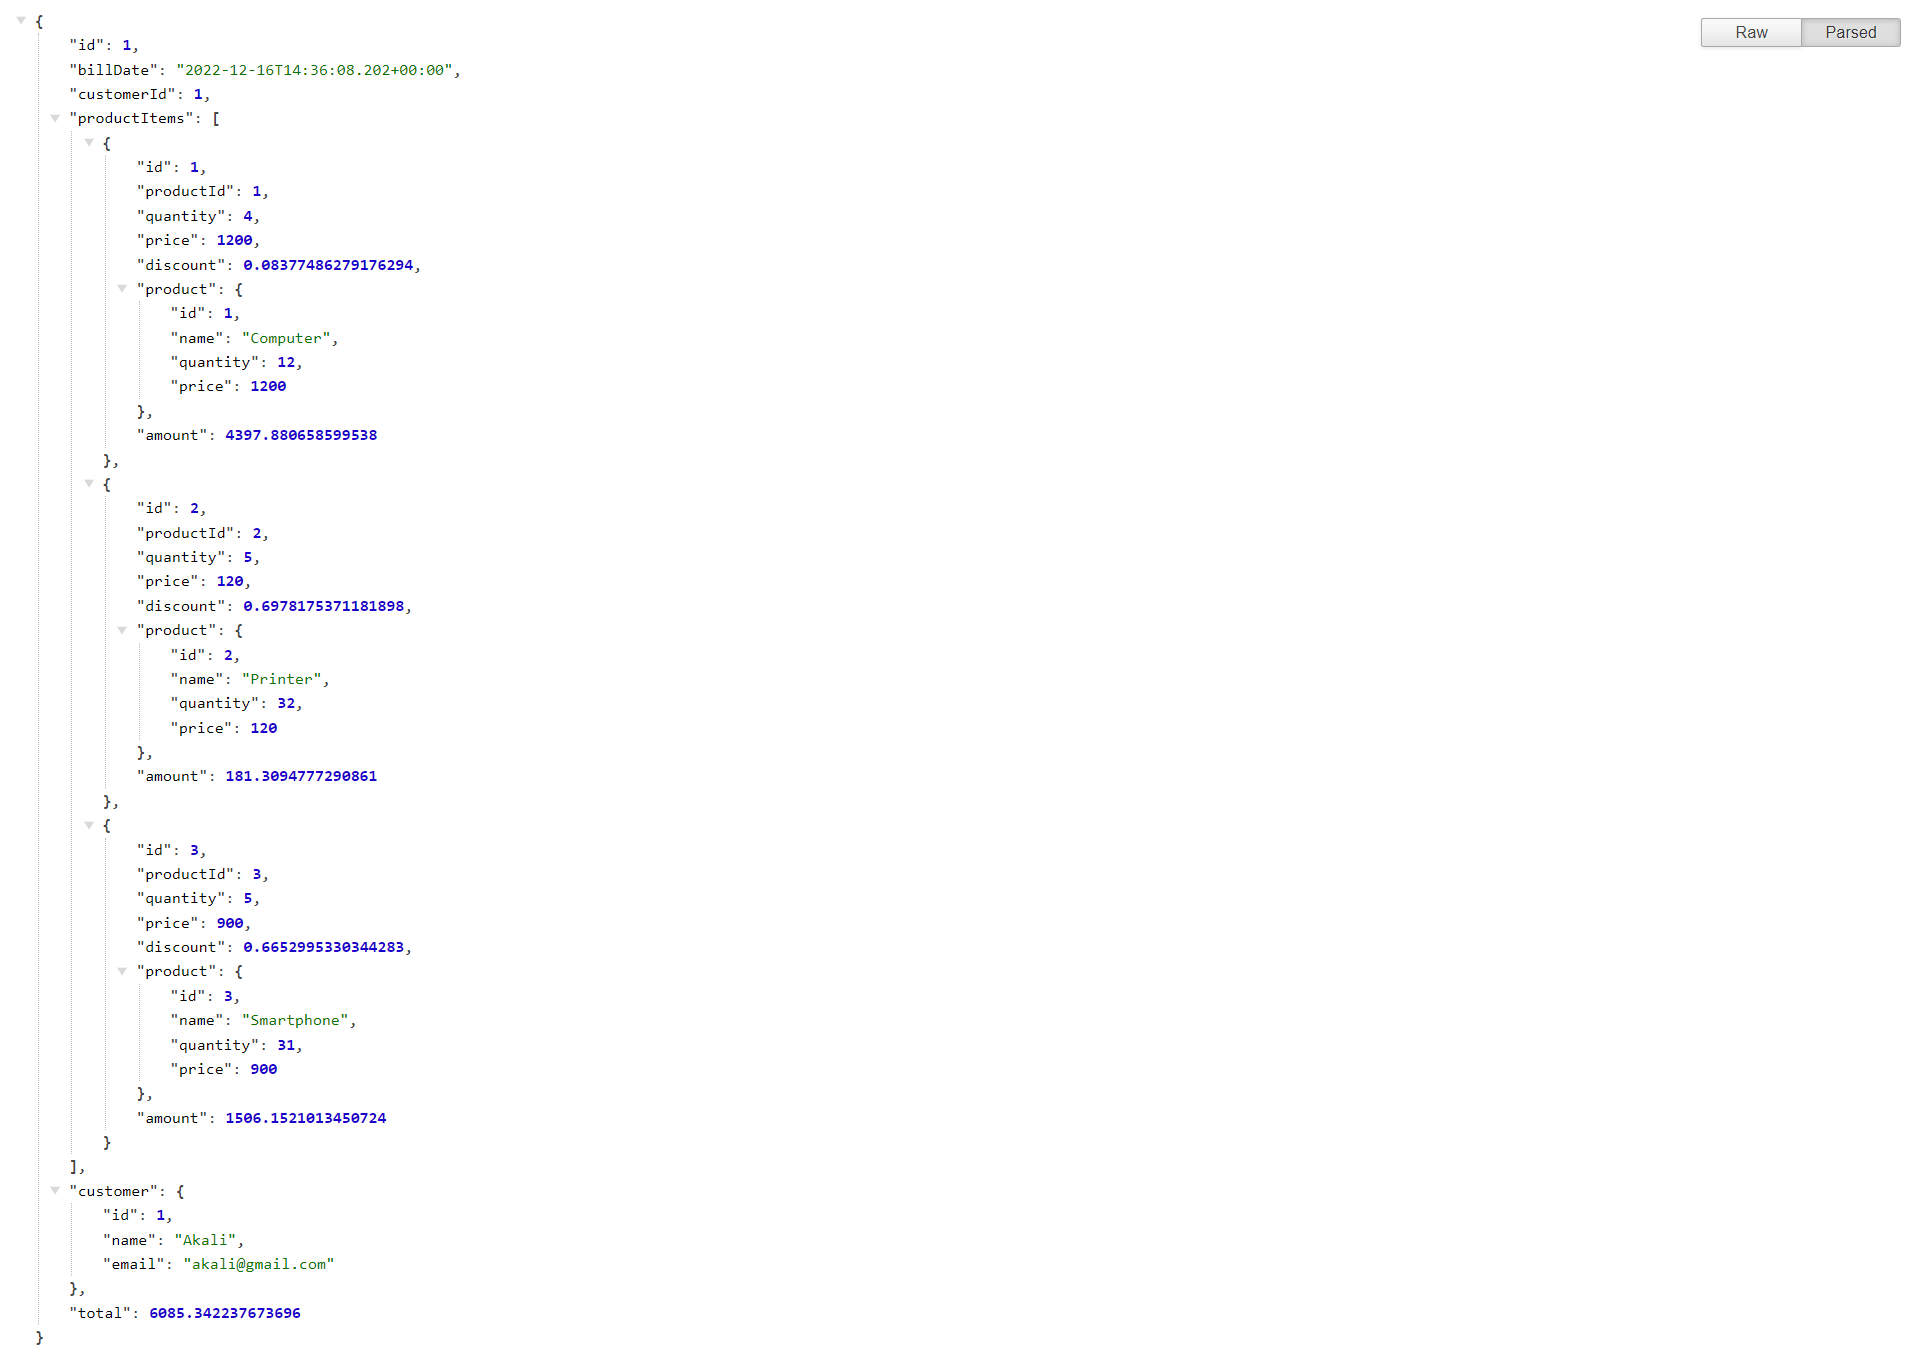 {
Raw Parsed
"id": 1,
"billDate": "2022-12-16T14:36:08.202+00:00",
"customerId": 1,
"productItems": [
{
"id": 1,
"productId": 1,
"quantity": 4,
"price": 1200,
"discount": 0.08377486279176294,
"product": {
"id": 1,
"name": "Computer",
"quantity": 12,
"price": 1200
},
"amount": 4397.880658599538
},
{
"id": 2,
"productId": 2,
"quantity": 5,
"price": 120,
"discount": 0.6978175371181898,
"product": {
"id": 2,
"name": "Printer",
"quantity": 32,
"price": 120
},
"amount": 181.3094777290861
},
{
"id": 3,
"productId": 3,
"quantity": 5,
"price": 900,
"discount": 0.6652995330344283,
"product": {
"id": 3,
"name": "Smartphone",
"quantity": 31,
"price": 900
},
"amount": 1506.1521013450724
}
],
"customer": {
"id": 1,
"name": "Akali",
"email": "akali@gmail.com"
},
"total": 6085.342237673696
}